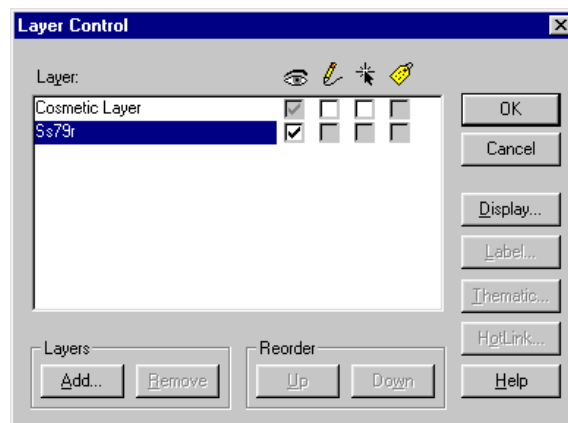 Layer Control
Layer:
Cosmetic Layer
Ss79r
OK
Cancel
Display...
Label...
Thematic...
HotLink...
Help
Layers
Add...
Remove
Reorder
Up
Down